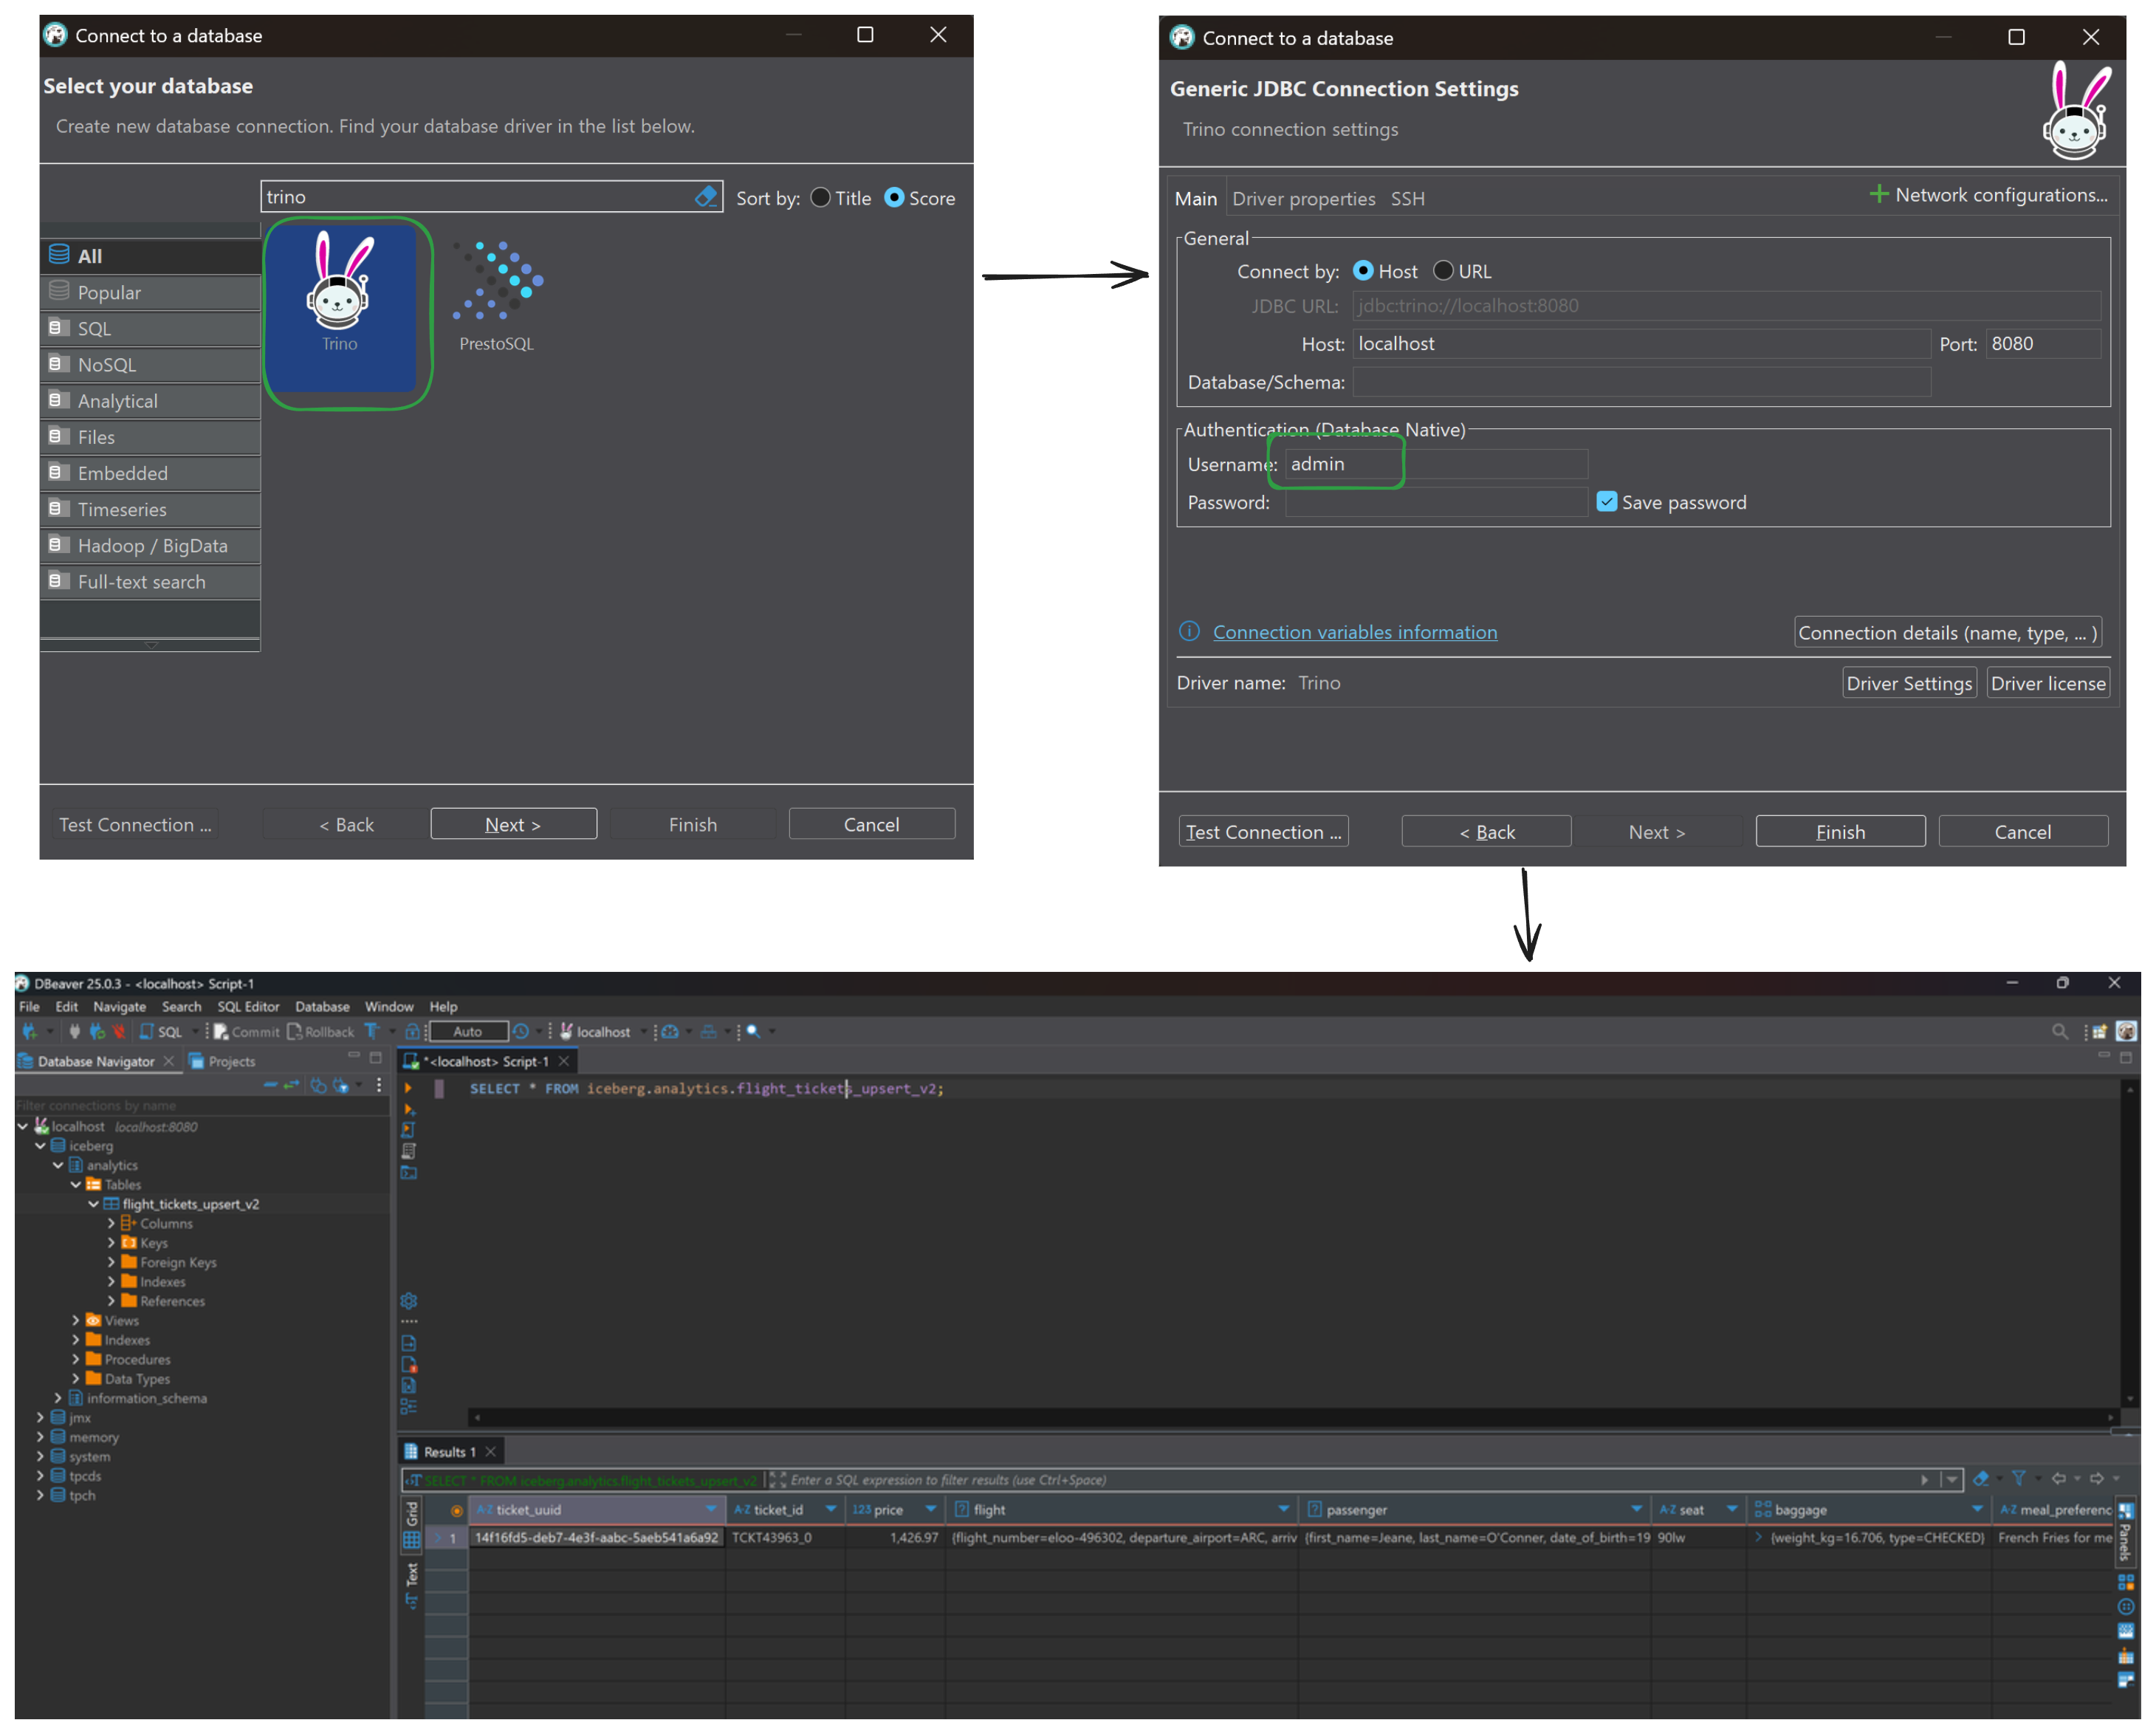 Connect to a database
Select your database
Create new database connection. Find your database driver in the list below.
trino
Sort by: Title Score
All
Popular
SQL
NoSQL
Analytical
Files
Embedded
Timeseries
Hadoop / BigData
Full-text search
Trino
PrestoSQL
Test Connection ...
< Back
Next >
Finish
Cancel
Connect to a database
Generic JDBC Connection Settings
Trino connection settings
Main Driver properties SSH
Network configurations...
General
Connect by: Host URL
JDBC URL: jdbc:trino://localhost:8080
Host: localhost Port: 8080
Database/Schema:
Authentication (Database Native)
Username: admin
Password: Save password
Connection variables information
Connection details (name, type, ... )
Driver name: Trino
Driver Settings
Driver license
Test Connection ...
< Back
Next >
Finish
Cancel
DBeaver 25.0.3 - <localhost> Script-1
File Edit Navigate Search SQL Editor Database Window Help
SQL Commit Rollback Auto localhost
Database Navigator Projects
Filter connections by name
localhost localhost:8080
iceberg
analytics
Tables
flight_tickets_upsert_v2
Columns
Keys
Foreign Keys
Indexes
References
Views
Indexes
Procedures
Data Types
information_schema
jmx
memory
system
tpcds
tpch
*<localhost> Script-1
SELECT * FROM iceberg.analytics.flight_tickets_upsert_v2;
Results 1
SELECT * FROM iceberg.analytics.flight_tickets_upsert_v2 Enter a SQL expression to filter results (use Ctrl+Space)
Grid
Text
Panels
A-Z ticket_uuid A-Z ticket_id 123 price flight passenger A-Z seat baggage A-Z meal_preferenc
1 14f16fd5-deb7-4e3f-aabc-5aeb541a6a92 TCKT43963_0 1,426.97 {flight_number=eloo-496302, departure_airport=ARC, arriv {first_name=Jeane, last_name=O'Conner, date_of_birth=19 90lw {weight_kg=16.706, type=CHECKED} French Fries for me